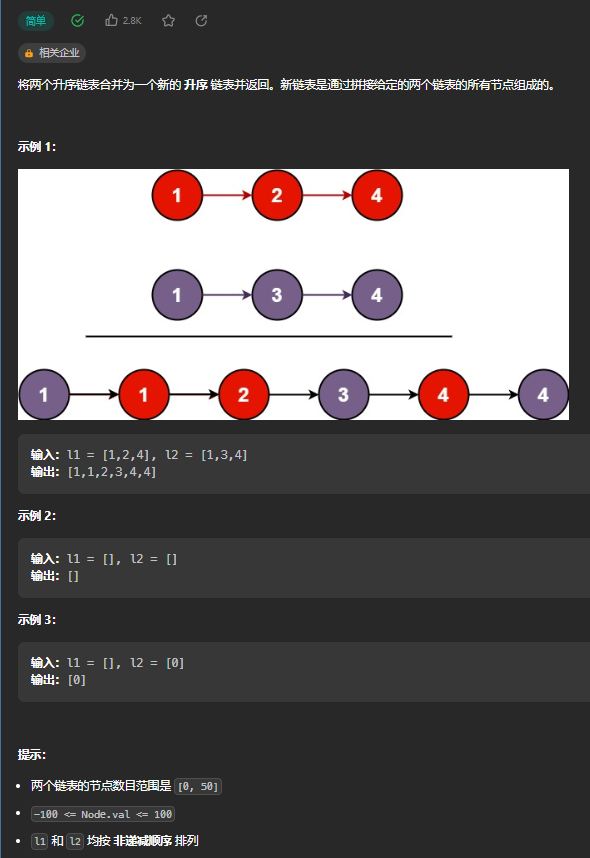 简单 2.8K
相关企业
将两个升序链表合并为一个新的 升序 链表并返回。新链表是通过拼接给定的两个链表的所有节点组成的。
示例 1：
1 2 4
1 3 4
1 1 2 3 4 4
输入：l1 = [1,2,4], l2 = [1,3,4]
输出：[1,1,2,3,4,4]
示例 2：
输入：l1 = [], l2 = []
输出：[]
示例 3：
输入：l1 = [], l2 = [0]
输出：[0]
提示：
两个链表的节点数目范围是 [0, 50]
-100 <= Node.val <= 100
l1 和 l2 均按 非递减顺序 排列